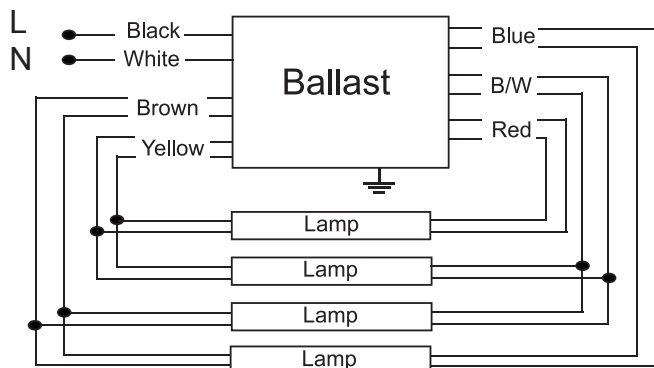 L
Black
Blue
N
White
Ballast
B/W
Brown
Red
Yellow
Lamp
Lamp
Lamp
Lamp